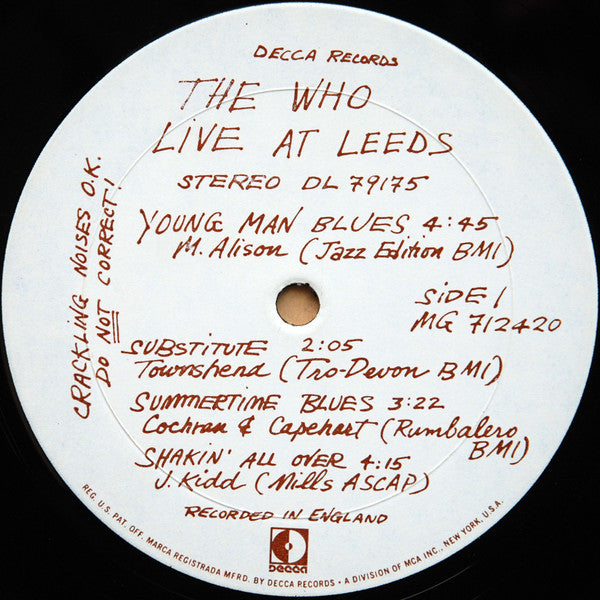 DECCA RECORDS
THE WHO
LIVE AT LEEDS
STEREO DL 79175
CRACKLING NOISES O.K.
DO NOT CORRECT!
YOUNG MAN BLUES 4:45
M. Alison (Jazz Edition BMI)
SIDE 1
MG 712420
SUBSTITUTE 2:05
Townshend (Tro-Devon BMI)
SUMMERTIME BLUES 3:22
Cochran & Capehart (Rumbalero
BMI)
SHAKIN' ALL OVER 4:15
J. Kidd (Mills ASCAP)
RECORDED IN ENGLAND
DECCA
REG. U.S. PAT. OFF. MARCA REGISTRADA MFRD. BY DECCA RECORDS • A DIVISION OF MCA INC., NEW YORK, U.S.A.